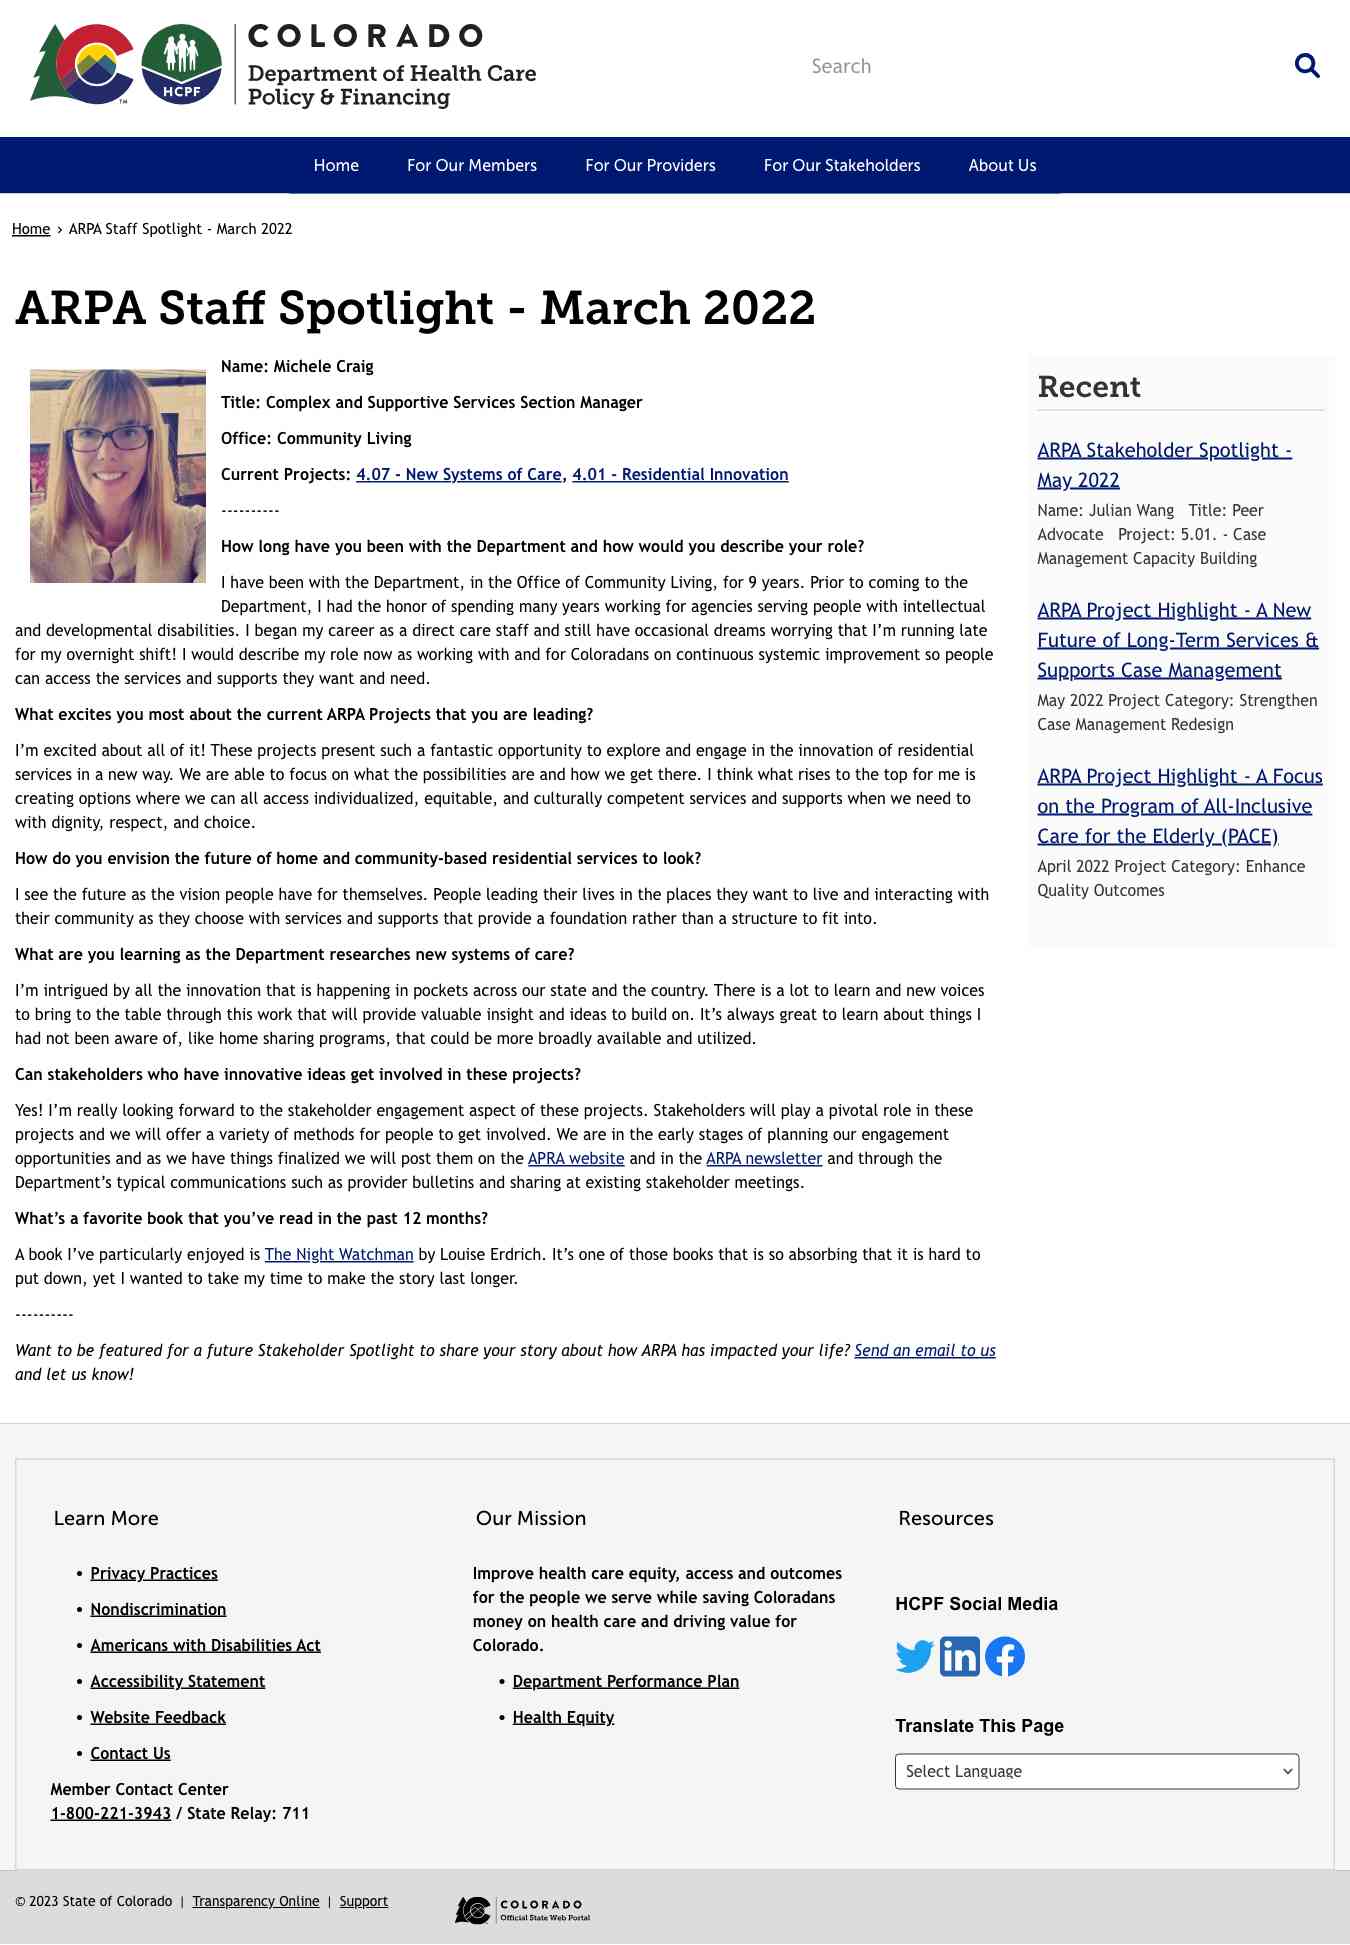 COLORADO
Department of Health Care
Policy & Financing
HCPF
TM
Search
Home For Our Members For Our Providers For Our Stakeholders About Us
Home › ARPA Staff Spotlight - March 2022
ARPA Staff Spotlight - March 2022
Name: Michele Craig
Title: Complex and Supportive Services Section Manager
Office: Community Living
Current Projects: 4.07 - New Systems of Care, 4.01 - Residential Innovation
----------
How long have you been with the Department and how would you describe your role?
I have been with the Department, in the Office of Community Living, for 9 years. Prior to coming to the
Department, I had the honor of spending many years working for agencies serving people with intellectual
and developmental disabilities. I began my career as a direct care staff and still have occasional dreams worrying that I’m running late
for my overnight shift! I would describe my role now as working with and for Coloradans on continuous systemic improvement so people
can access the services and supports they want and need.
What excites you most about the current ARPA Projects that you are leading?
I’m excited about all of it! These projects present such a fantastic opportunity to explore and engage in the innovation of residential
services in a new way. We are able to focus on what the possibilities are and how we get there. I think what rises to the top for me is
creating options where we can all access individualized, equitable, and culturally competent services and supports when we need to
with dignity, respect, and choice.
How do you envision the future of home and community-based residential services to look?
I see the future as the vision people have for themselves. People leading their lives in the places they want to live and interacting with
their community as they choose with services and supports that provide a foundation rather than a structure to fit into.
What are you learning as the Department researches new systems of care?
I’m intrigued by all the innovation that is happening in pockets across our state and the country. There is a lot to learn and new voices
to bring to the table through this work that will provide valuable insight and ideas to build on. It’s always great to learn about things I
had not been aware of, like home sharing programs, that could be more broadly available and utilized.
Can stakeholders who have innovative ideas get involved in these projects?
Yes! I’m really looking forward to the stakeholder engagement aspect of these projects. Stakeholders will play a pivotal role in these
projects and we will offer a variety of methods for people to get involved. We are in the early stages of planning our engagement
opportunities and as we have things finalized we will post them on the APRA website and in the ARPA newsletter and through the
Department’s typical communications such as provider bulletins and sharing at existing stakeholder meetings.
What’s a favorite book that you’ve read in the past 12 months?
A book I’ve particularly enjoyed is The Night Watchman by Louise Erdrich. It’s one of those books that is so absorbing that it is hard to
put down, yet I wanted to take my time to make the story last longer.
----------
Want to be featured for a future Stakeholder Spotlight to share your story about how ARPA has impacted your life? Send an email to us
and let us know!
Recent
ARPA Stakeholder Spotlight -
May 2022
Name: Julian Wang Title: Peer
Advocate Project: 5.01. - Case
Management Capacity Building
ARPA Project Highlight - A New
Future of Long-Term Services &
Supports Case Management
May 2022 Project Category: Strengthen
Case Management Redesign
ARPA Project Highlight - A Focus
on the Program of All-Inclusive
Care for the Elderly (PACE)
April 2022 Project Category: Enhance
Quality Outcomes
Learn More
• Privacy Practices
• Nondiscrimination
• Americans with Disabilities Act
• Accessibility Statement
• Website Feedback
• Contact Us
Member Contact Center
1-800-221-3943 / State Relay: 711
Our Mission
Improve health care equity, access and outcomes
for the people we serve while saving Coloradans
money on health care and driving value for
Colorado.
• Department Performance Plan
• Health Equity
Resources
HCPF Social Media
in
Translate This Page
Select Language
© 2023 State of Colorado | Transparency Online | Support
COLORADO
Official State Web Portal